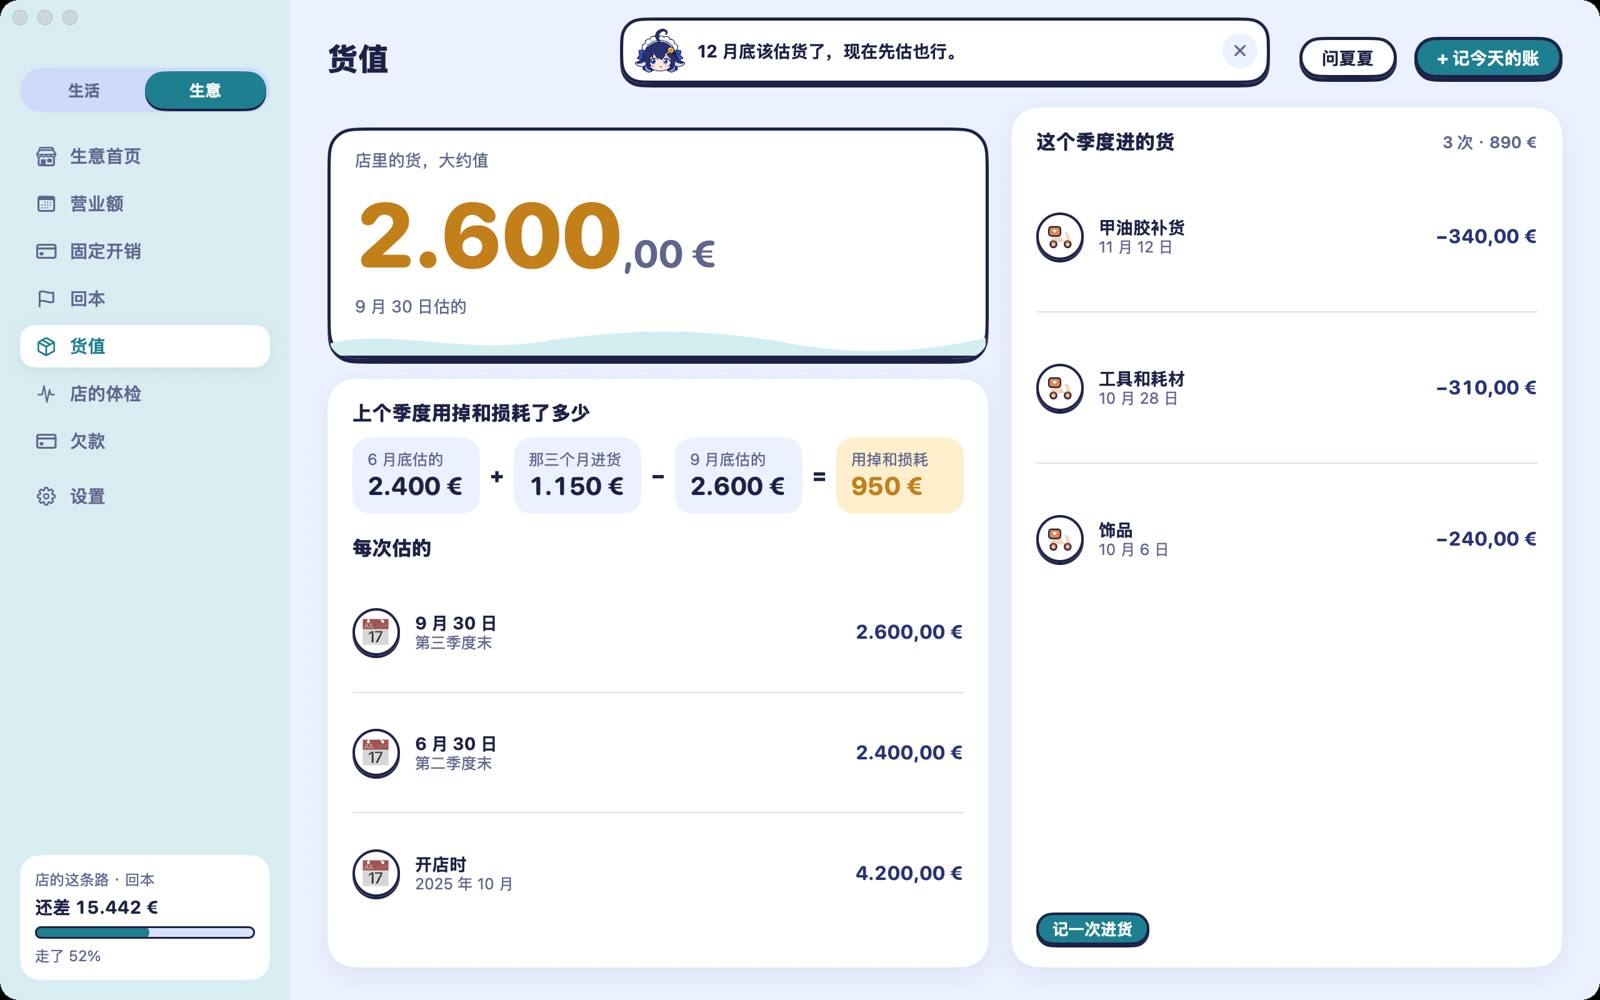 生活
生意
生意首页
营业额
固定开销
回本
货值
店的体检
欠款
设置
店的这条路 · 回本
还差 15.442 €
走了 52%
货值
12 月底该估货了，现在先估也行。
问夏夏
+ 记今天的账
店里的货，大约值
2.600,00 €
9 月 30 日估的
上个季度用掉和损耗了多少
6 月底估的
2.400 €
+
那三个月进货
1.150 €
−
9 月底估的
2.600 €
=
用掉和损耗
950 €
每次估的
17
9 月 30 日
第三季度末
2.600,00 €
17
6 月 30 日
第二季度末
2.400,00 €
17
开店时
2025 年 10 月
4.200,00 €
这个季度进的货
3 次 · 890 €
甲油胶补货
11 月 12 日
−340,00 €
工具和耗材
10 月 28 日
−310,00 €
饰品
10 月 6 日
−240,00 €
记一次进货